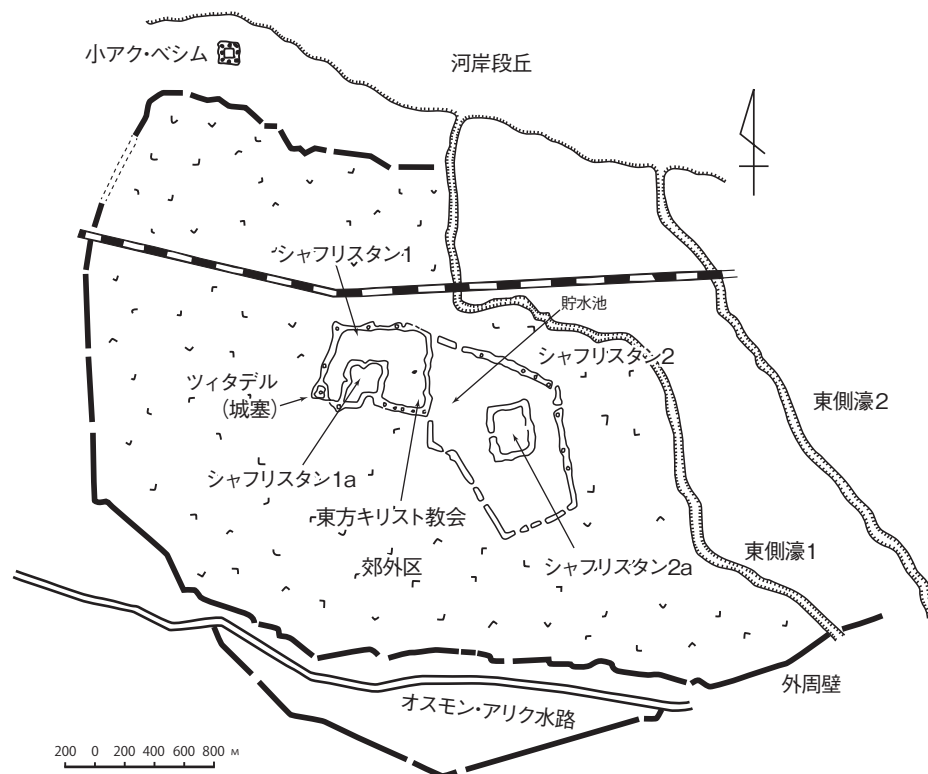 小アク・ベシム
河岸段丘
シャフリスタン1
貯水池
シャフリスタン2
ツィタデル
(城塞)
東側濠2
シャフリスタン1a
東方キリスト教会
東側濠1
郊外区
シャフリスタン2a
外周壁
オスモン・アリク水路
200 0 200 400 600 800 M